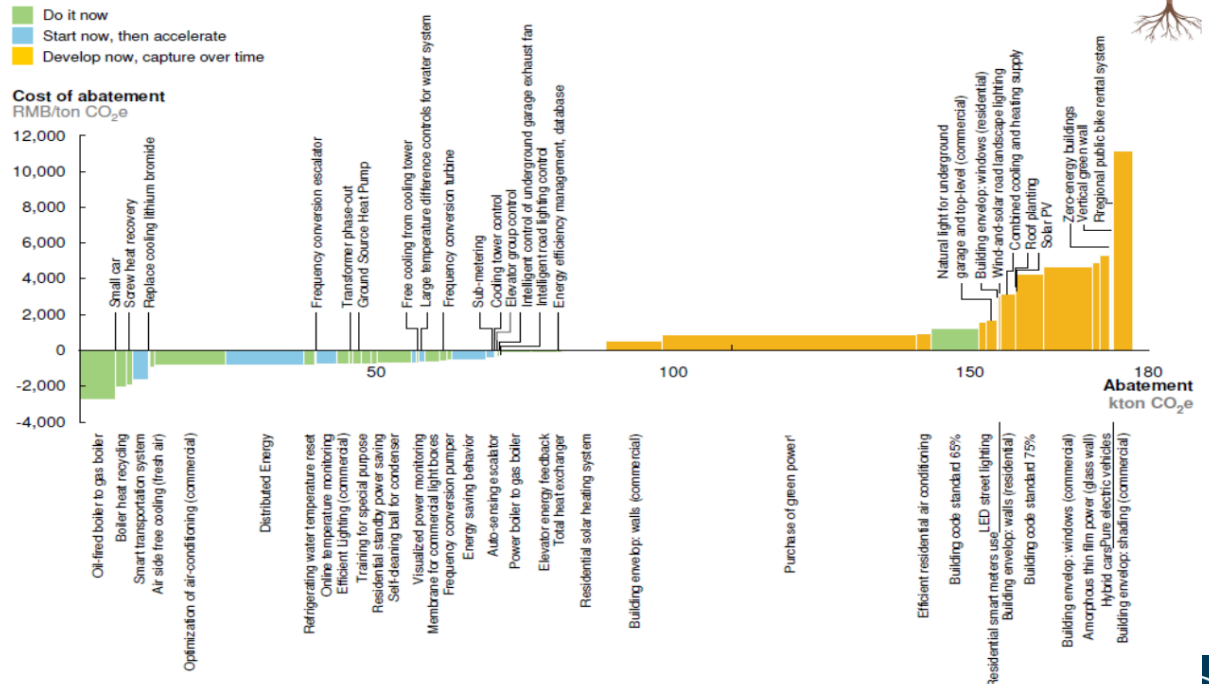 Do it now
Start now, then accelerate
Develop now, capture over time
Cost of abatement
RMB/ton CO2e
12,000
10,000
8,000
6,000
4,000
2,000
0
-2,000
-4,000
Small car
Screw heat recovery
Replace cooling lithium bromide
Frequency conversion escalator
Transformer phase-out
Ground Source Heat Pump
Free cooling from cooling tower
Large temperature difference controls for water system
Frequency conversion turbine
Sub-metering
Cooling tower control
Elevator group control
Intelligent control of underground garage exhaust fan
Intelligent road lighting control
Energy efficiency management, database
Natural light for underground
garage and top-level (commercial)
Building envelop: windows (residential)
Wind-and-solar road landscape lighting
Combined cooling and heating supply
Roof planting
Solar PV
Zero-energy buildings
Vertical green wall
Rregional public bike rental system
50
100
150
180
Abatement
kton CO2e
Oil-fired boiler to gas boiler
Boiler heat recycling
Smart transportation system
Air side free cooling (fresh air)
Optimization of air-conditioning (commercial)
Distributed Energy
Refrigerating water temperature reset
Online temperature monitoring
Efficient Lighting (commercial)
Training for special purpose
Residential standby power saving
Self-cleaning ball for condenser
Visualized power monitoring
Membrane for commercial light boxes
Frequency conversion pumper
Energy saving behavior
Auto-sensing escalator
Power boiler to gas boiler
Elevator energy feedback
Total heat exchanger
Residential solar heating system
Building envelop: walls (commercial)
Purchase of green power¹
Efficient residential air conditioning
Building code standard 65%
LED street lighting
Residential smart meters use
Building envelop: walls (residential)
Building code standard 75%
Building envelop: windows (commercial)
Amorphous thin film power (glass wall)
Hybrid cars
Pure electric vehicles
Building envelop: shading (commercial)